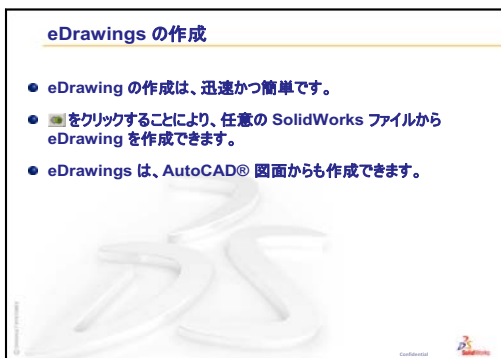 eDrawings の作成
eDrawing の作成は、迅速かつ簡単です。
をクリックすることにより、任意の SolidWorks ファイルから
eDrawing を作成できます。
eDrawings は、AutoCAD® 図面からも作成できます。
Confidential
SolidWorks